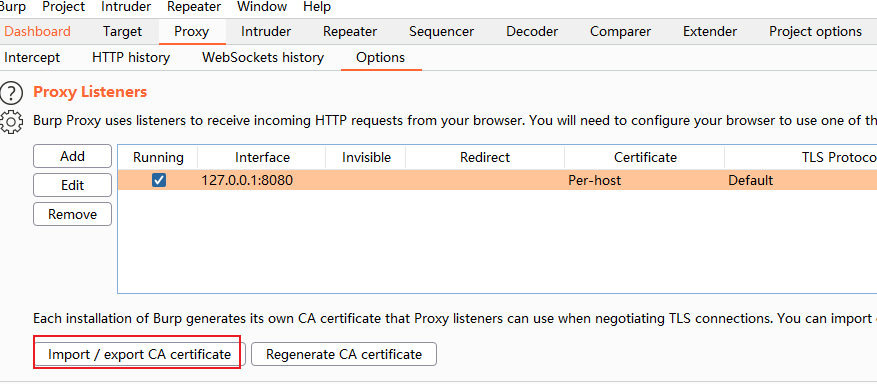 Burp Project Intruder Repeater Window Help
Dashboard Target Proxy Intruder Repeater Sequencer Decoder Comparer Extender Project options
Intercept HTTP history WebSockets history Options
? Proxy Listeners
Burp Proxy uses listeners to receive incoming HTTP requests from your browser. You will need to configure your browser to use one of th
Add Running Interface Invisible Redirect Certificate TLS Protoco
127.0.0.1:8080 Per-host Default
Edit
Remove
Each installation of Burp generates its own CA certificate that Proxy listeners can use when negotiating TLS connections. You can import
Import / export CA certificate Regenerate CA certificate